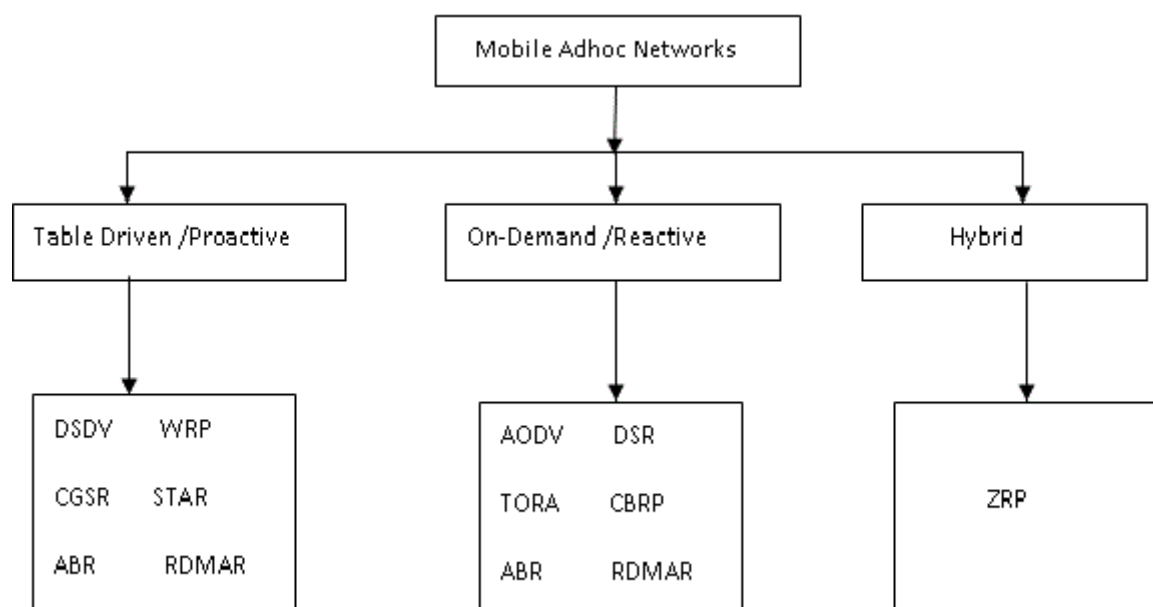 Mobile Adhoc Networks
Table Driven /Proactive
On-Demand /Reactive
Hybrid
DSDV WRP
CGSR STAR
ABR RDMAR
AODV DSR
TORA CBRP
ABR RDMAR
ZRP